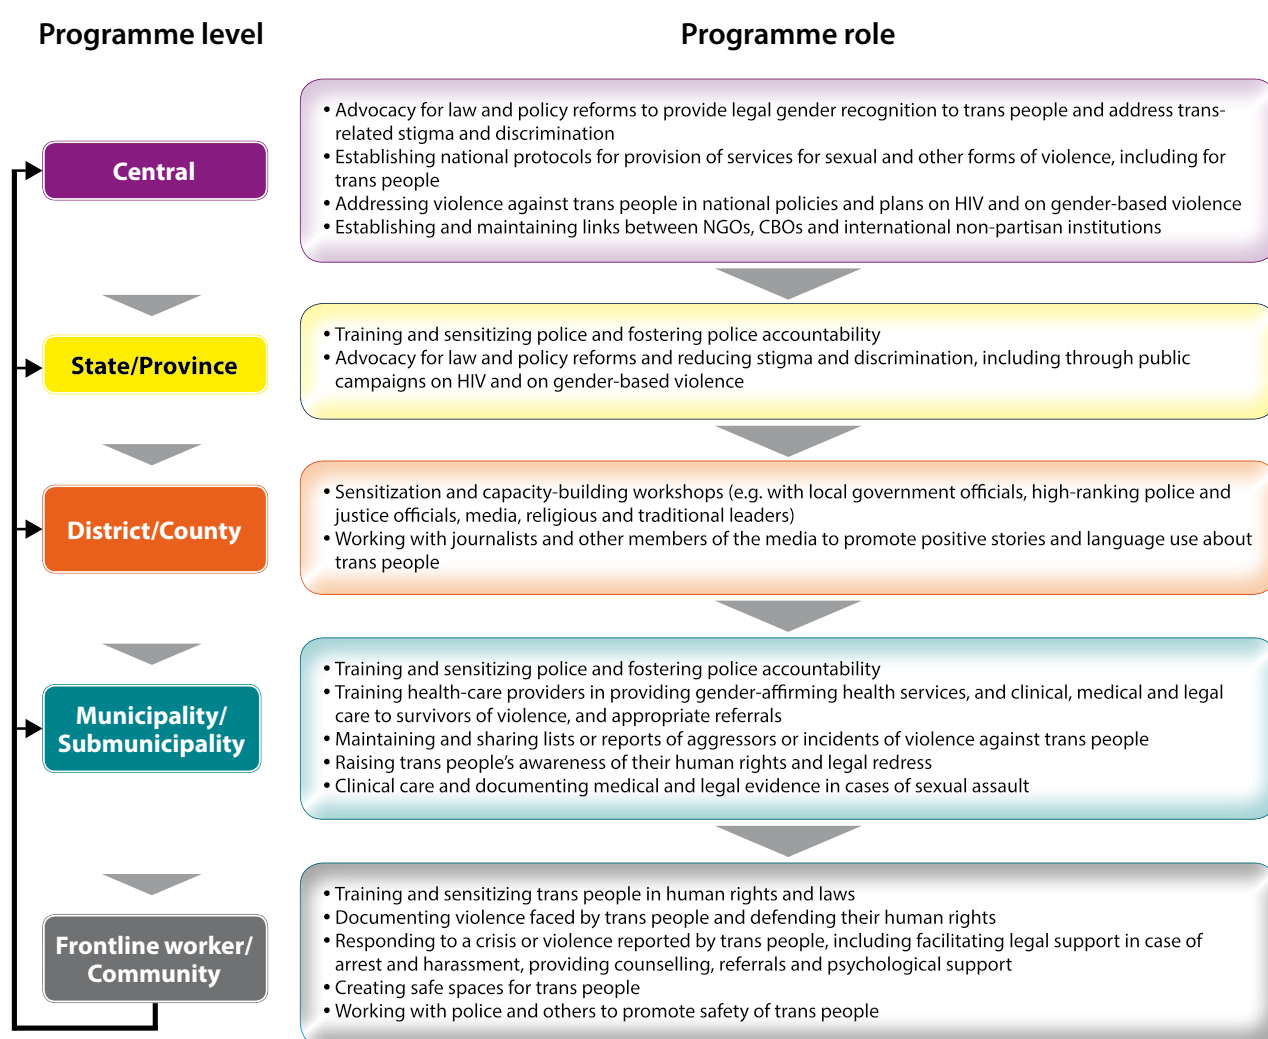 Programme level
Programme role
Central
• Advocacy for law and policy reforms to provide legal gender recognition to trans people and address trans-
related stigma and discrimination
• Establishing national protocols for provision of services for sexual and other forms of violence, including for
trans people
• Addressing violence against trans people in national policies and plans on HIV and on gender-based violence
• Establishing and maintaining links between NGOs, CBOs and international non-partisan institutions
State/Province
• Training and sensitizing police and fostering police accountability
• Advocacy for law and policy reforms and reducing stigma and discrimination, including through public
campaigns on HIV and on gender-based violence
District/County
• Sensitization and capacity-building workshops (e.g. with local government officials, high-ranking police and
justice officials, media, religious and traditional leaders)
• Working with journalists and other members of the media to promote positive stories and language use about
trans people
Municipality/
Submunicipality
• Training and sensitizing police and fostering police accountability
• Training health-care providers in providing gender-affirming health services, and clinical, medical and legal
care to survivors of violence, and appropriate referrals
• Maintaining and sharing lists or reports of aggressors or incidents of violence against trans people
• Raising trans people’s awareness of their human rights and legal redress
• Clinical care and documenting medical and legal evidence in cases of sexual assault
Frontline worker/
Community
• Training and sensitizing trans people in human rights and laws
• Documenting violence faced by trans people and defending their human rights
• Responding to a crisis or violence reported by trans people, including facilitating legal support in case of
arrest and harassment, providing counselling, referrals and psychological support
• Creating safe spaces for trans people
• Working with police and others to promote safety of trans people